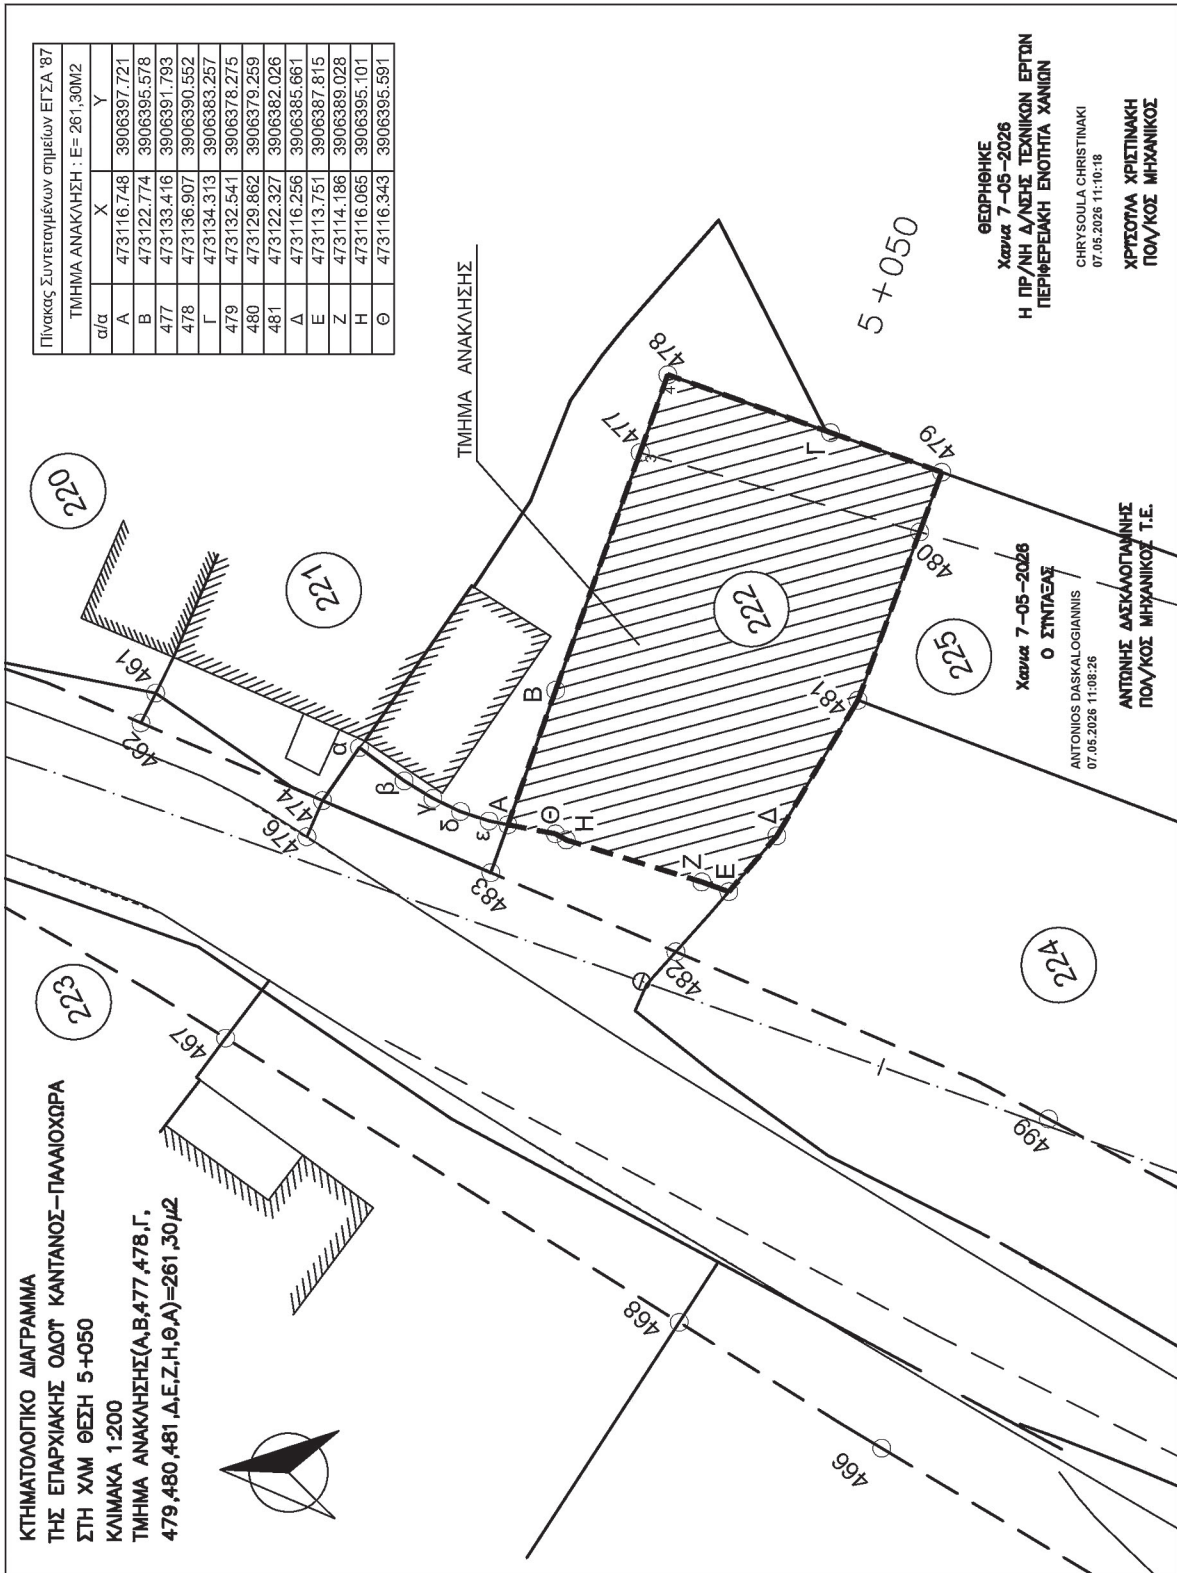 ΚΤΗΜΑΤΟΛΟΓΙΚΟ ΔΙΑΓΡΑΜΜΑ
ΤΗΣ ΕΠΑΡΧΙΑΚΗΣ ΟΔΟΥ ΚΑΝΤΑΝΟΣ-ΠΑΛΑΙΟΧΩΡΑ
ΣΤΗ ΧΛΜ ΘΕΣΗ 5+050
ΚΛΙΜΑΚΑ 1:200
ΤΜΗΜΑ ΑΝΑΚΛΗΣΗΣ(Α,Β,477,478,Γ,
479,480,481,Δ,Ε,Ζ,Η,Θ,Α)=261,30μ2
Πίνακας Συντεταγμένων σημείων ΕΓΣΑ '87
ΤΜΗΜΑ ΑΝΑΚΛΗΣΗ : Ε= 261,30Μ2
α/α Χ Υ
Α 473116.748 3906397.721
Β 473122.774 3906395.578
477 473133.416 3906391.793
478 473136.907 3906390.552
Γ 473134.313 3906383.257
479 473132.541 3906378.275
480 473129.862 3906379.259
481 473122.327 3906382.026
Δ 473116.256 3906385.661
Ε 473113.751 3906387.815
Ζ 473114.186 3906389.028
Η 473116.065 3906395.101
Θ 473116.343 3906395.591
220
221
223
461
462
467
474
476
α
β
γ
δ
ε
483
Α
Θ
Η
Β
ΤΜΗΜΑ ΑΝΑΚΛΗΣΗΣ
477
3
478
4
Γ
5+050
479
480
222
481
Δ
Ζ
Ε
482
225
224
499
468
466
Χανια 7-05-2026
Ο ΣΥΝΤΑΞΑΣ
ANTONIOS DASKALOGIANNIS
07.05.2026 11:08:26
ΑΝΤΩΝΗΣ ΔΑΣΚΑΛΟΓΙΑΝΝΗΣ
ΠΟΛ/ΚΟΣ ΜΗΧΑΝΙΚΟΣ Τ.Ε.
ΘΕΩΡΗΘΗΚΕ
Χανια 7-05-2026
Η ΠΡ/ΝΗ Δ/ΝΣΗΣ ΤΕΧΝΙΚΩΝ ΕΡΓΩΝ
ΠΕΡΙΦΕΡΕΙΑΚΗ ΕΝΟΤΗΤΑ ΧΑΝΙΩΝ
CHRYSOULA CHRISTINAKI
07.05.2026 11:10:18
ΧΡΥΣΟΥΛΑ ΧΡΙΣΤΙΝΑΚΗ
ΠΟΛ/ΚΟΣ ΜΗΧΑΝΙΚΟΣ